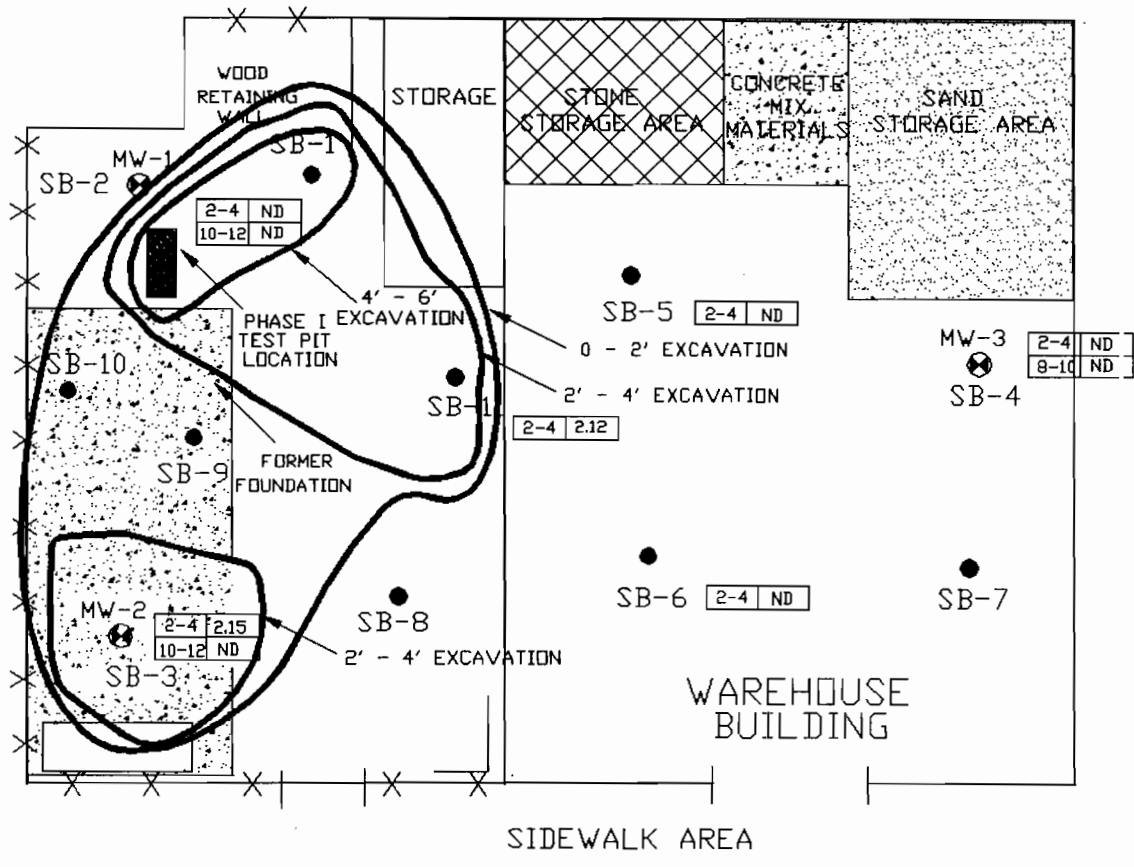 WOOD
RETAINING
WALL
STORAGE
STONE
STORAGE AREA
CONCRETE
MIX
MATERIALS
SAND
STORAGE AREA
MW-1
SB-2
SB-1
2-4 ND
10-12 ND
4' - 6'
EXCAVATION
PHASE I
TEST PIT
LOCATION
SB-5
2-4 ND
0 - 2' EXCAVATION
MW-3
SB-4
2-4 ND
8-10 ND
SB-10
2' - 4' EXCAVATION
SB-1
2-4 2.12
SB-9
FORMER
FOUNDATION
MW-2
2-4 2.15
10-12 ND
SB-3
SB-8
2' - 4' EXCAVATION
SB-6
2-4 ND
SB-7
WAREHOUSE
BUILDING
SIDEWALK AREA